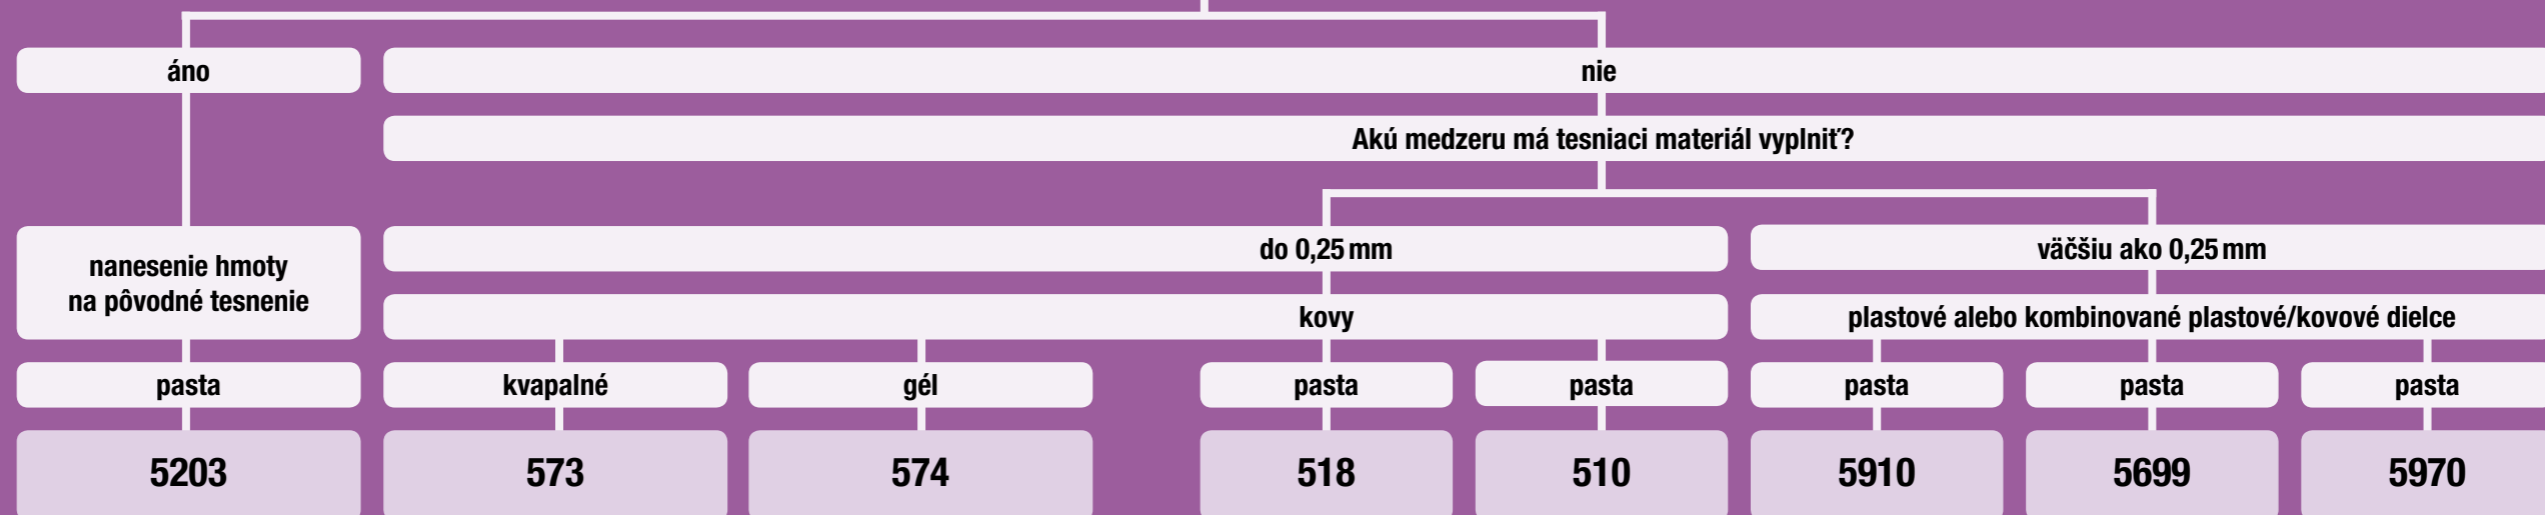 áno
nie
Akú medzeru má tesniaci materiál vyplniť?
nanesenie hmoty
na pôvodné tesnenie
do 0,25 mm
väčšiu ako 0,25 mm
kovy
plastové alebo kombinované plastové/kovové dielce
pasta
kvapalné
gél
pasta
pasta
pasta
pasta
pasta
5203
573
574
518
510
5910
5699
5970